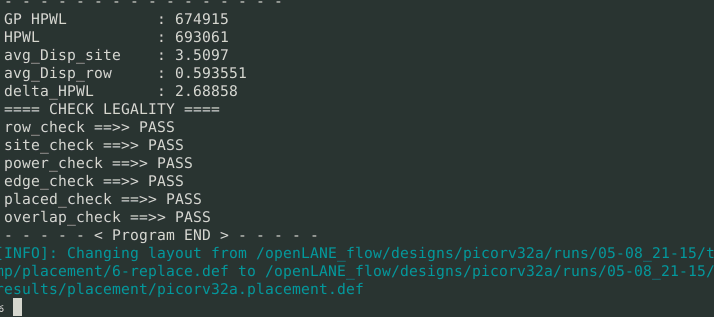 - - - - - - - - - - - - - - - -
GP HPWL          : 674915
HPWL             : 693061
avg_Disp_site    : 3.5097
avg_Disp_row     : 0.593551
delta_HPWL       : 2.68858
==== CHECK LEGALITY ====
row_check ==>> PASS
site_check ==>> PASS
power_check ==>> PASS
edge_check ==>> PASS
placed_check ==>> PASS
overlap_check ==>> PASS
- - - - - < Program END > - - - - -
[INFO]: Changing layout from /openLANE_flow/designs/picorv32a/runs/05-08_21-15/t
mp/placement/6-replace.def to /openLANE_flow/designs/picorv32a/runs/05-08_21-15/
results/placement/picorv32a.placement.def